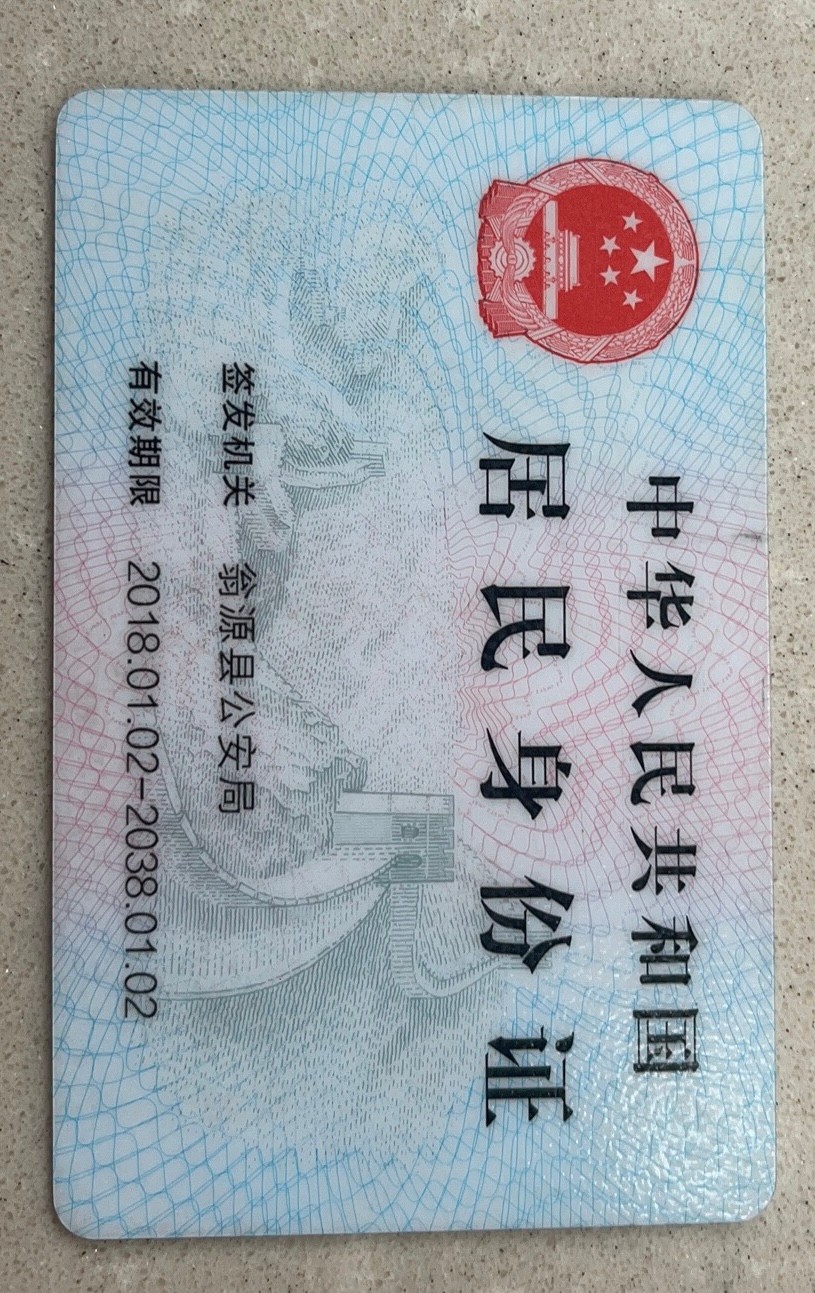 中华人民共和国
居民身份证
签发机关 翁源县公安局
有效期限 2018.01.02-2038.01.02